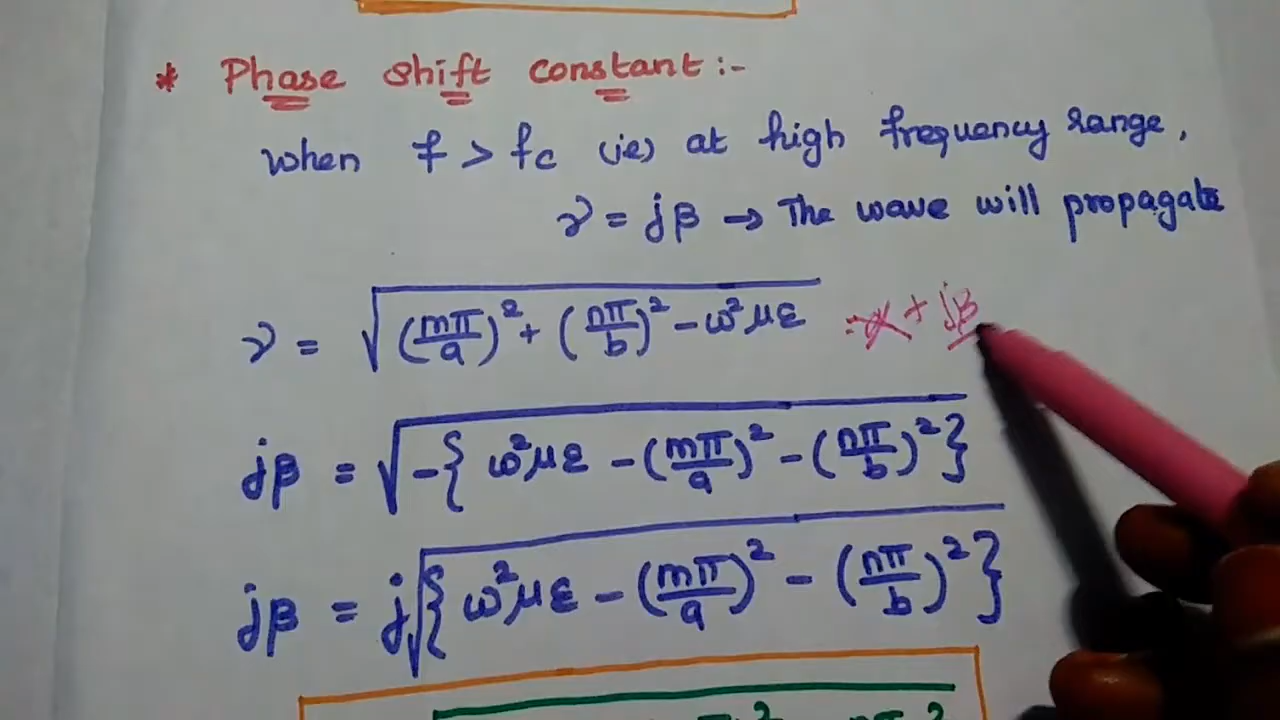 * Phase shift constant :-
when f > fc (ie) at high frequency range,
γ = jβ → The wave will propagate
γ = √(mπ/a)² + (nπ/b)² - ω²με = α + jβ
jβ = √-{ω²με - (mπ/a)² - (nπ/b)²}
jβ = j√{ω²με - (mπ/a)² - (nπ/b)²}